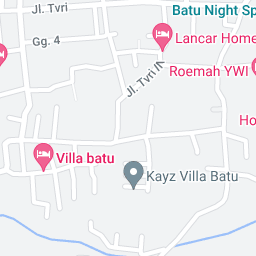 Batu Night Sp
Jl. Tvri
Lancar Home
Gg. 4
Roemah YWI
Jl. Tvri I
Ho
Villa batu
Kayz Villa Batu